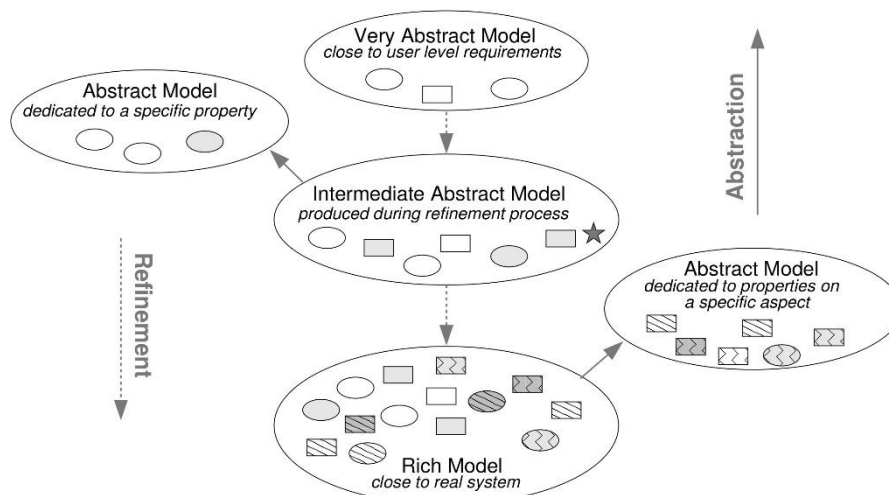 Very Abstract Model
close to user level requirements
Abstract Model
dedicated to a specific property
Abstraction
Intermediate Abstract Model
produced during refinement process
Refinement
Abstract Model
dedicated to properties on
a specific aspect
Rich Model
close to real system